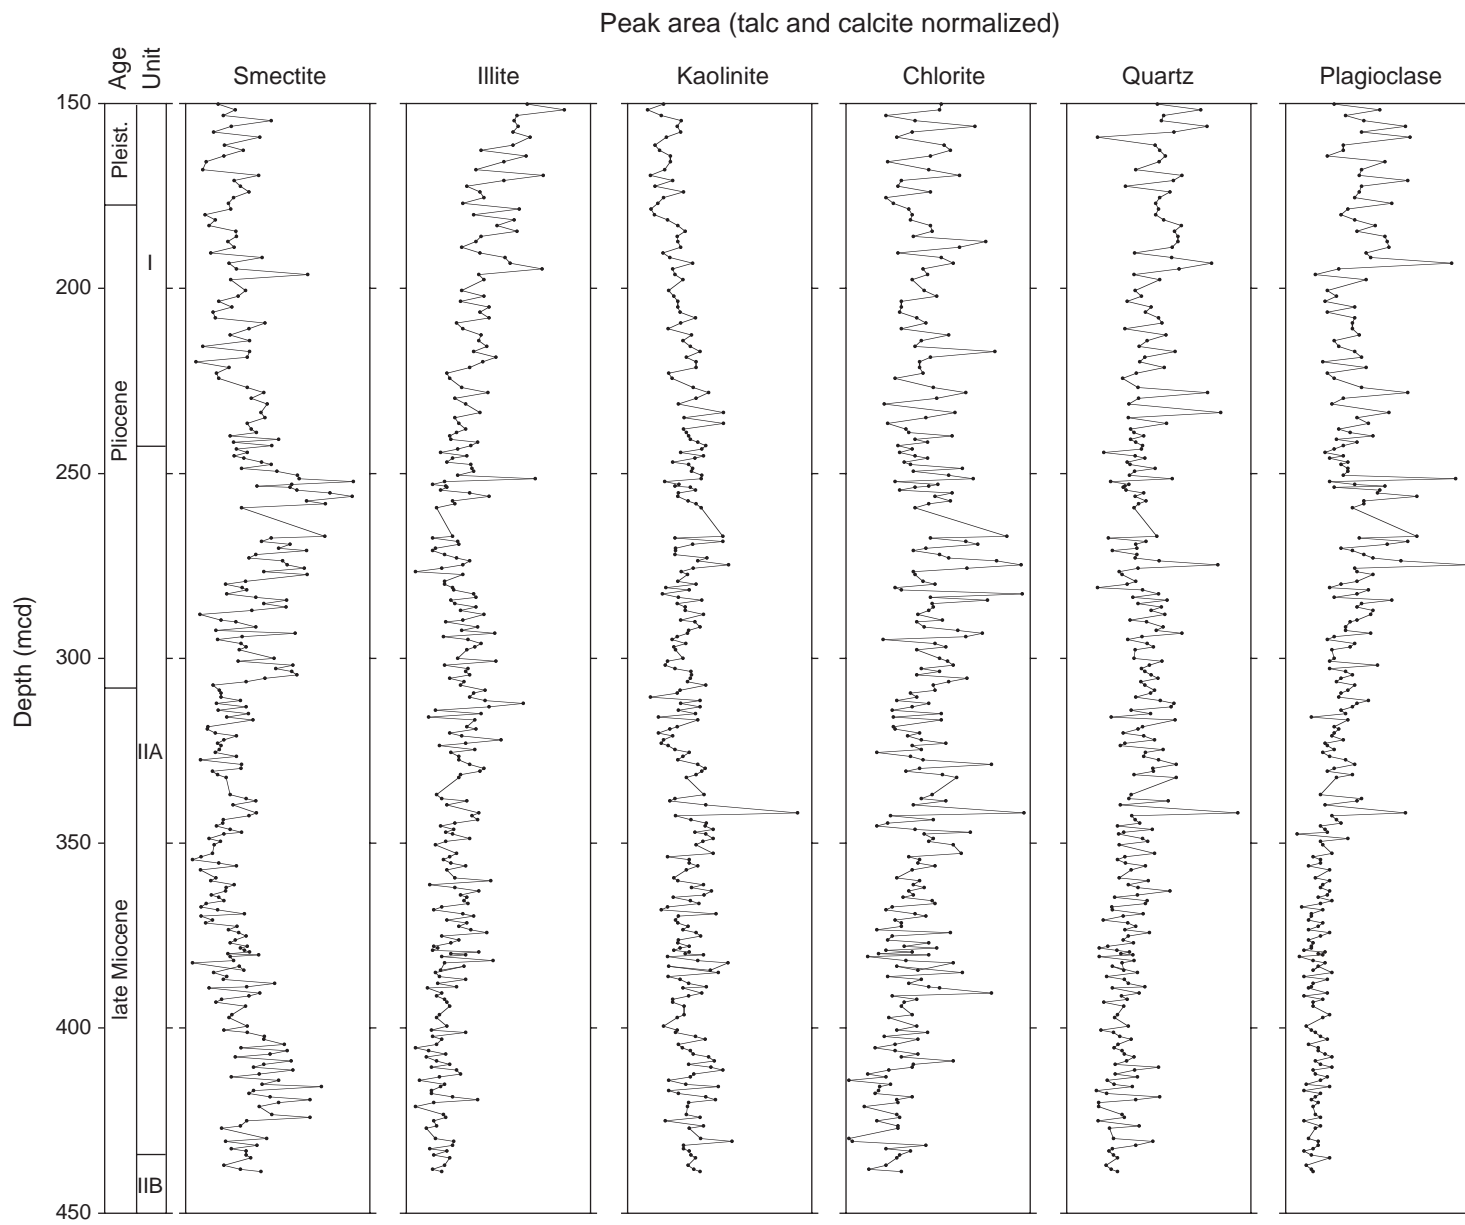 Peak area (talc and calcite normalized)
Age
Unit
Smectite
Illite
Kaolinite
Chlorite
Quartz
Plagioclase
Depth (mcd)
150
200
250
300
350
400
450
Pleist.
Pliocene
late Miocene
I
IIA
IIB